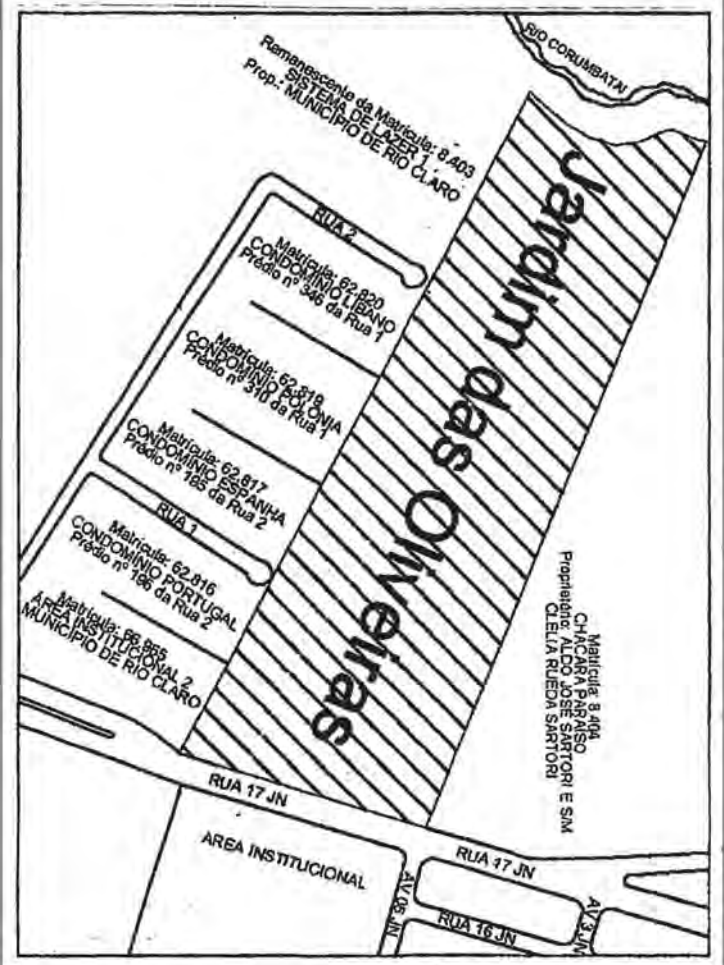 RIO CORUMBATAI
Remanescente da Matrícula: 8.403
SISTEMA DE LAZER 1
Prop.: MUNICÍPIO DE RIO CLARO
RUA 2
Matrícula: 62.820
CONDOMÍNIO LÍBANO
Prédio nº 346 da Rua 1
Matrícula: 62.819
CONDOMÍNIO POLÔNIA
Prédio nº 310 da Rua 1
Matrícula: 62.817
CONDOMÍNIO ESPANHA
Prédio nº 185 da Rua 2
RUA 1
Matrícula: 62.816
CONDOMÍNIO PORTUGAL
Prédio nº 196 da Rua 2
Matrícula: 66.865
ÁREA INSTITUCIONAL 2
MUNICÍPIO DE RIO CLARO
Jardim das Oliveiras
Matrícula: 8.404
CHACARA PARAÍSO
Proprietário: ALDO JOSÉ SARTORI E S/M
CLÉLIA RUEDA SARTORI
RUA 17 JN
AREA INSTITUCIONAL
RUA 17 JN
AV 05 JN
RUA 16 JN
AV 3 JN